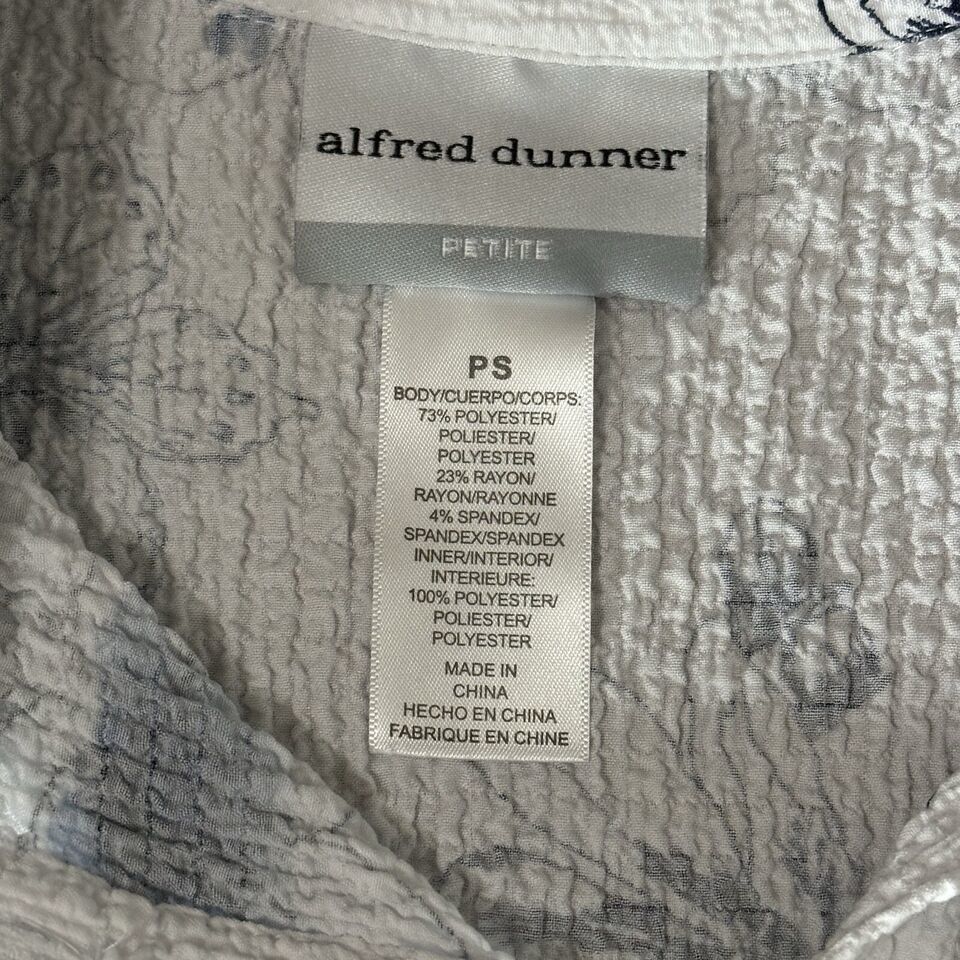 alfred dunner
PETITE
PS
BODY/CUERPO/CORPS:
73% POLYESTER/
POLIESTER/
POLYESTER
23% RAYON/
RAYON/RAYONNE
4% SPANDEX/
SPANDEX/SPANDEX
INNER/INTERIOR/
INTERIEURE:
100% POLYESTER/
POLIESTER/
POLYESTER
MADE IN
CHINA
HECHO EN CHINA
FABRIQUE EN CHINE